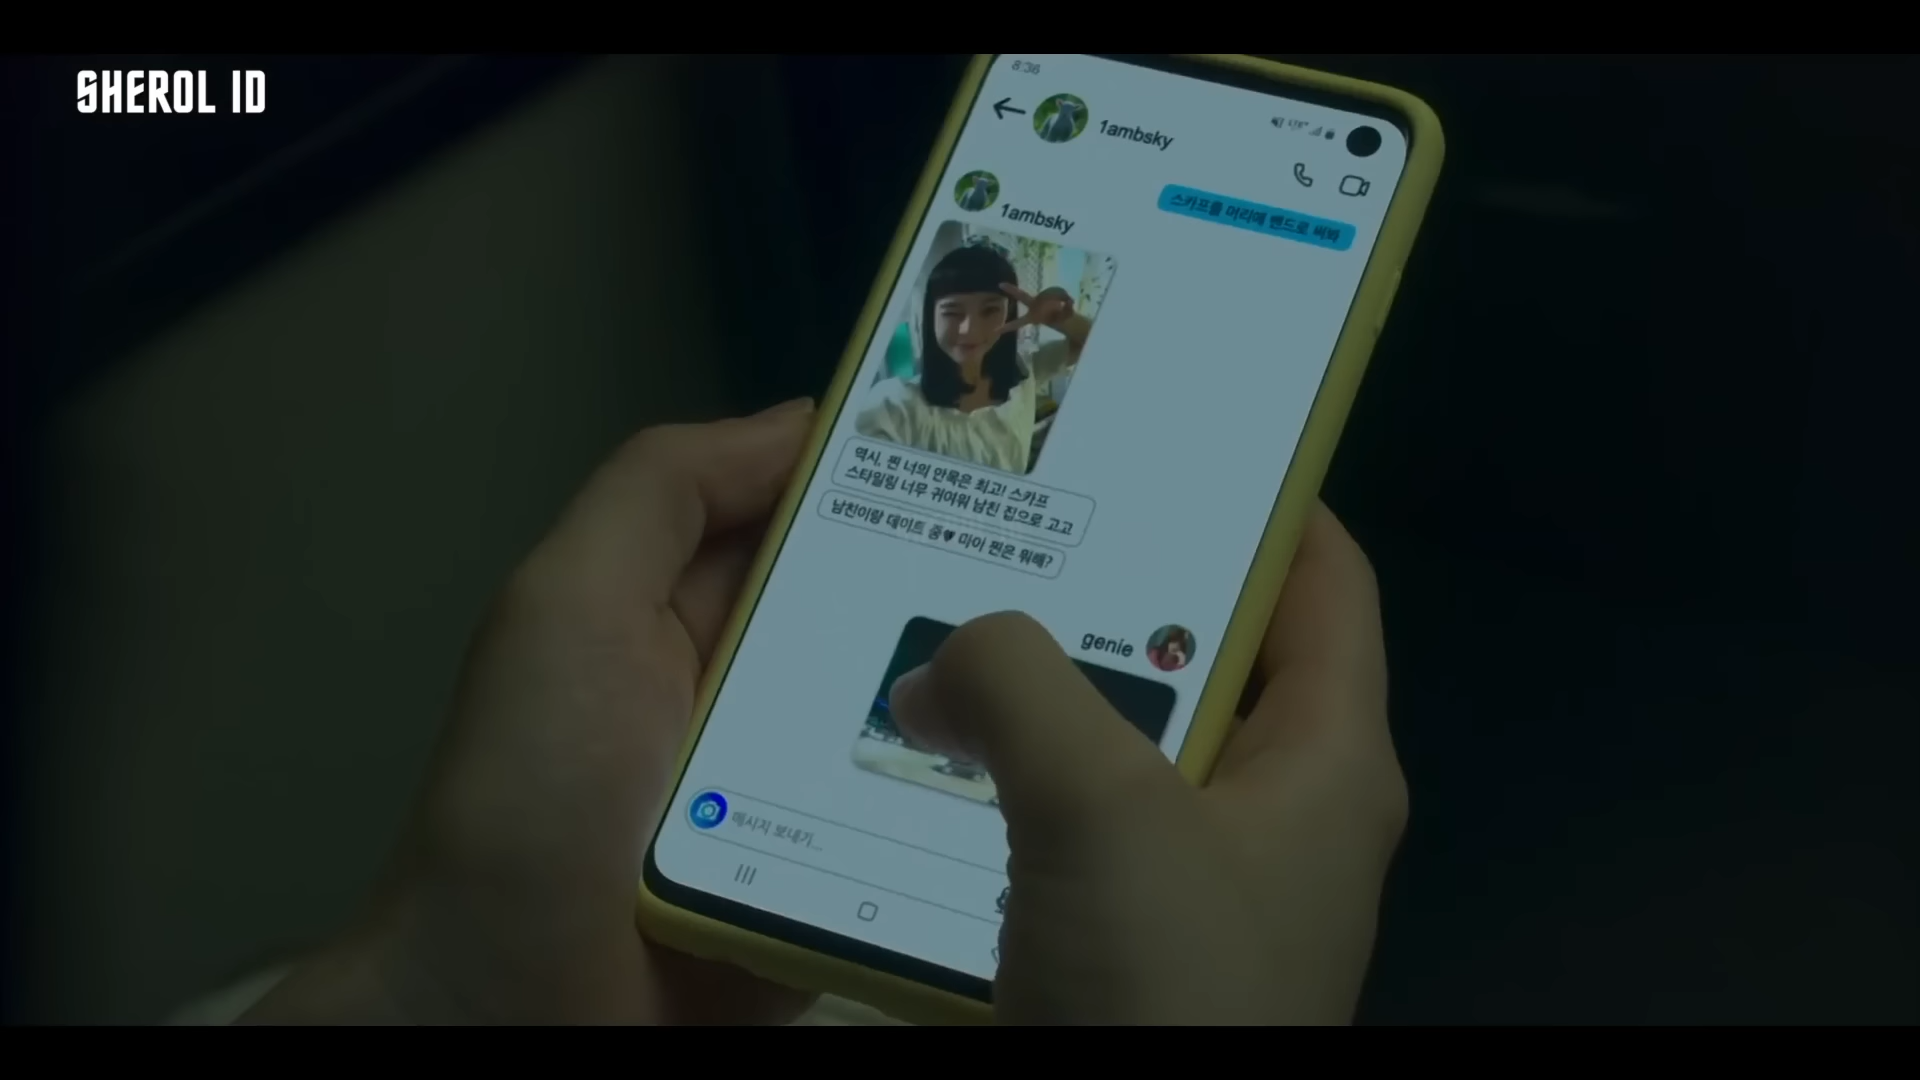 SHEROL ID
8:36
1ambsky
스카프를 머리에 밴드로 써봐
1ambsky
역시, 찐 너의 안목은 최고! 스카프
스타일링 너무 귀여워 남친 집으로 고고
남친이랑 데이트 중♥ 마이 찐은 뭐해?
genie
메시지 보내기...